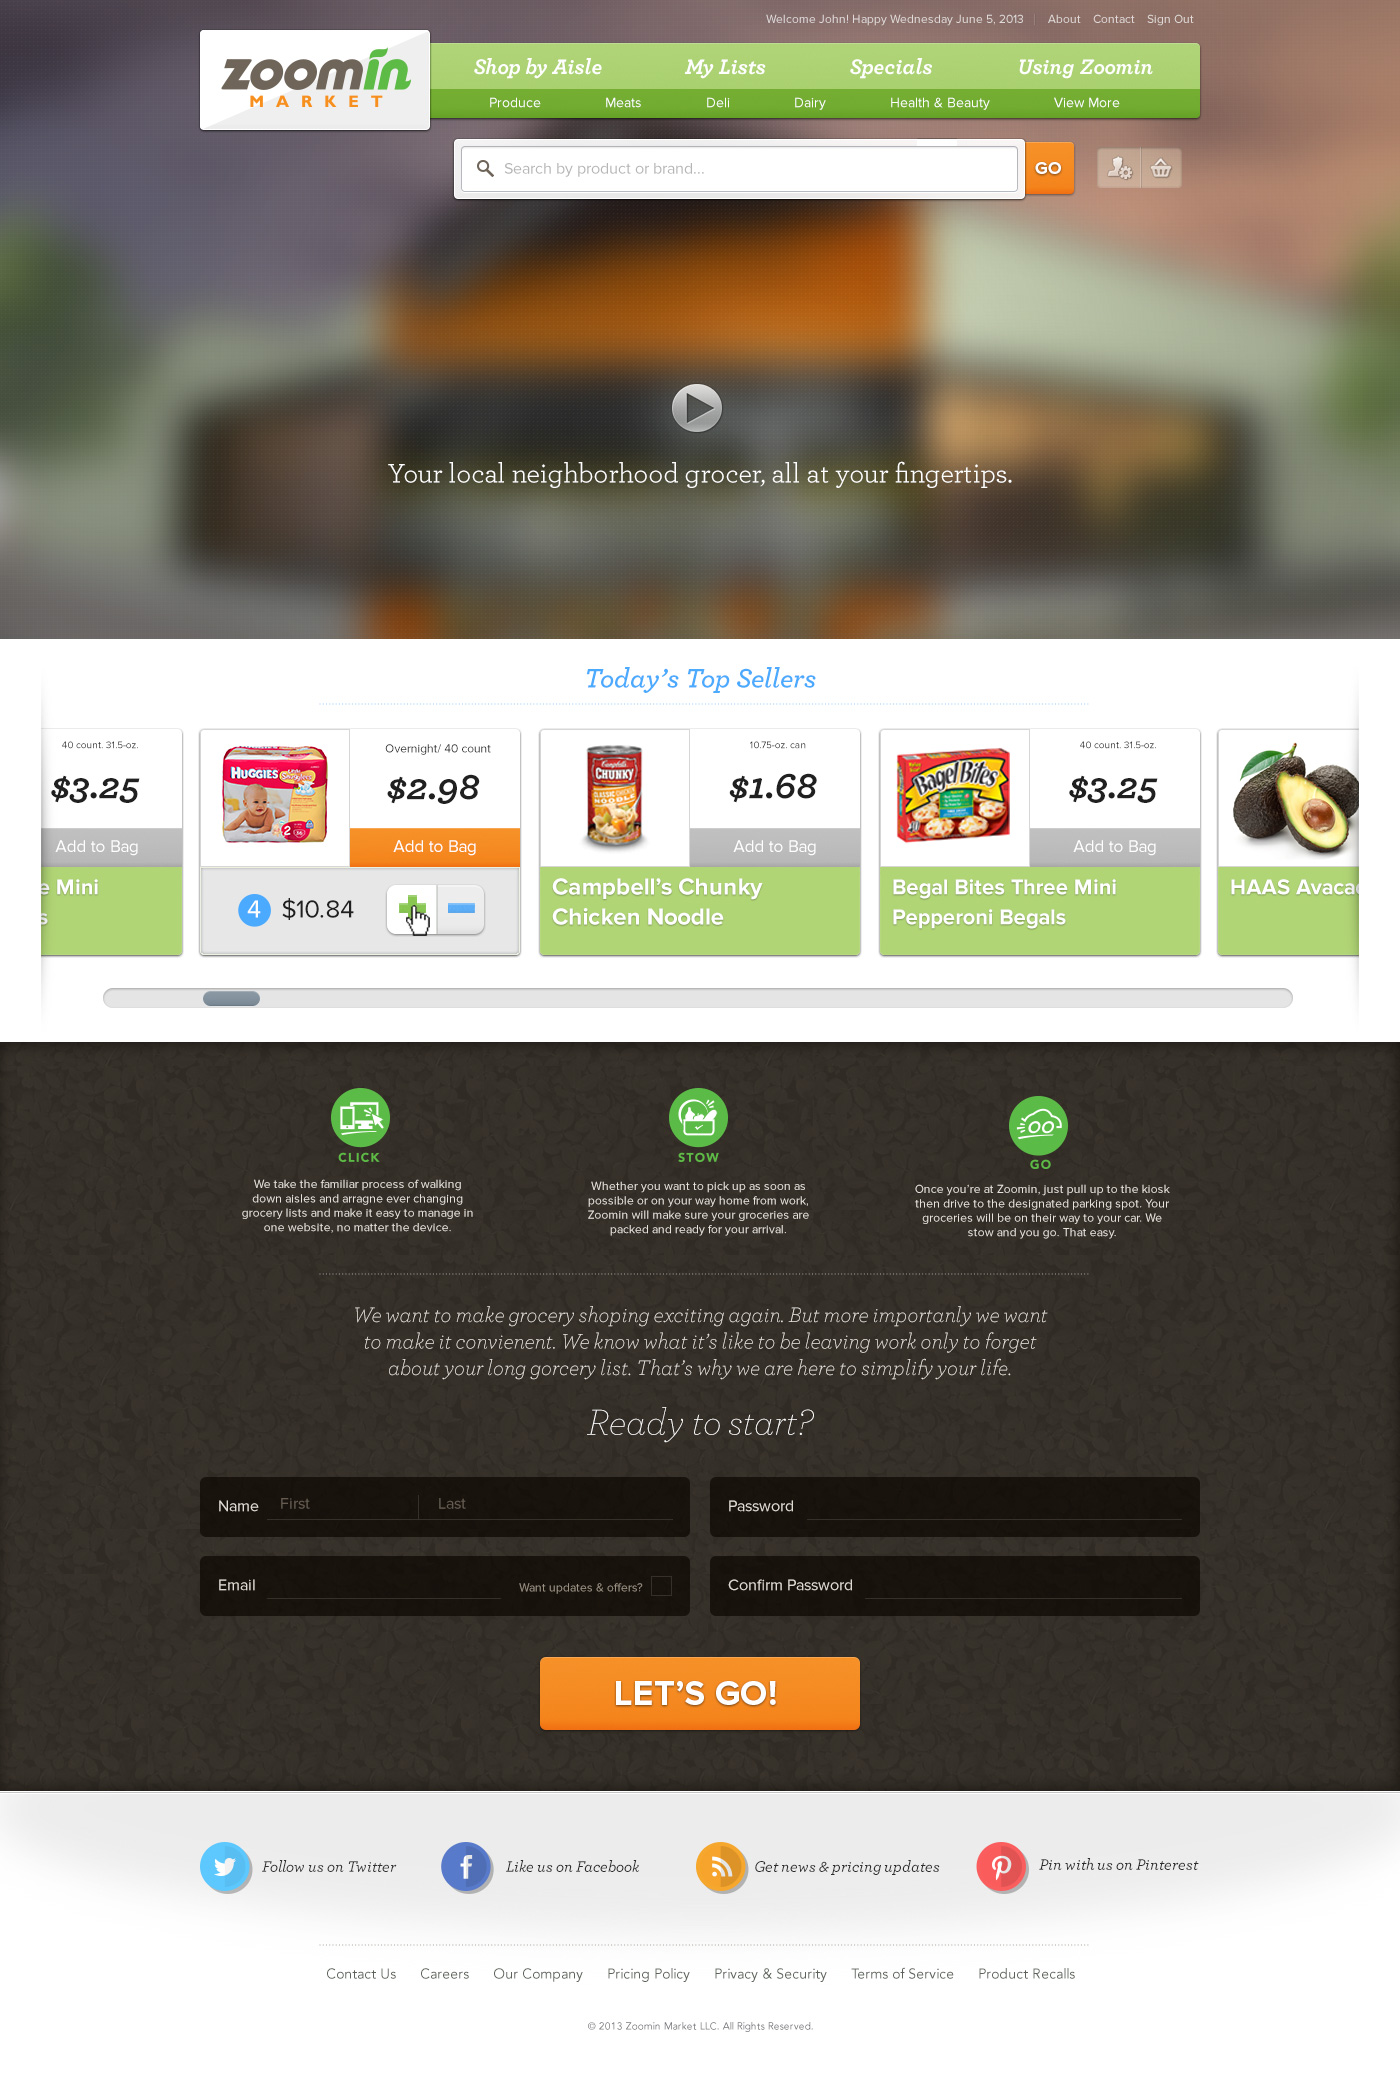 Welcome John! Happy Wednesday June 5, 2013 About Contact Sign Out
zoomin
MARKET
Shop by Aisle My Lists Specials Using Zoomin
Produce Meats Deli Dairy Health & Beauty View More
Search by product or brand...
GO
Your local neighborhood grocer, all at your fingertips.
Today's Top Sellers
40 count. 31.5-oz.
$3.25
Add to Bag
e Mini
s
HUGGIES
2
Overnight/ 40 count
$2.98
Add to Bag
4 $10.84
Campbell's
CHUNKY
CLASSIC CHICKEN
NOODLE
10.75-oz. can
$1.68
Add to Bag
Campbell's Chunky
Chicken Noodle
Bagel Bites
40 count. 31.5-oz.
$3.25
Add to Bag
Begal Bites Three Mini
Pepperoni Begals
HAAS Avaca
CLICK
We take the familiar process of walking
down aisles and arragne ever changing
grocery lists and make it easy to manage in
one website, no matter the device.
STOW
Whether you want to pick up as soon as
possible or on your way home from work,
Zoomin will make sure your groceries are
packed and ready for your arrival.
GO
Once you're at Zoomin, just pull up to the kiosk
then drive to the designated parking spot. Your
groceries will be on their way to your car. We
stow and you go. That easy.
We want to make grocery shoping exciting again. But more importanly we want
to make it convienent. We know what it's like to be leaving work only to forget
about your long gorcery list. That's why we are here to simplify your life.
Ready to start?
Name First Last
Password
Email Want updates & offers?
Confirm Password
LET'S GO!
Follow us on Twitter
Like us on Facebook
Get news & pricing updates
Pin with us on Pinterest
Contact Us Careers Our Company Pricing Policy Privacy & Security Terms of Service Product Recalls
© 2013 Zoomin Market LLC. All Rights Reserved.